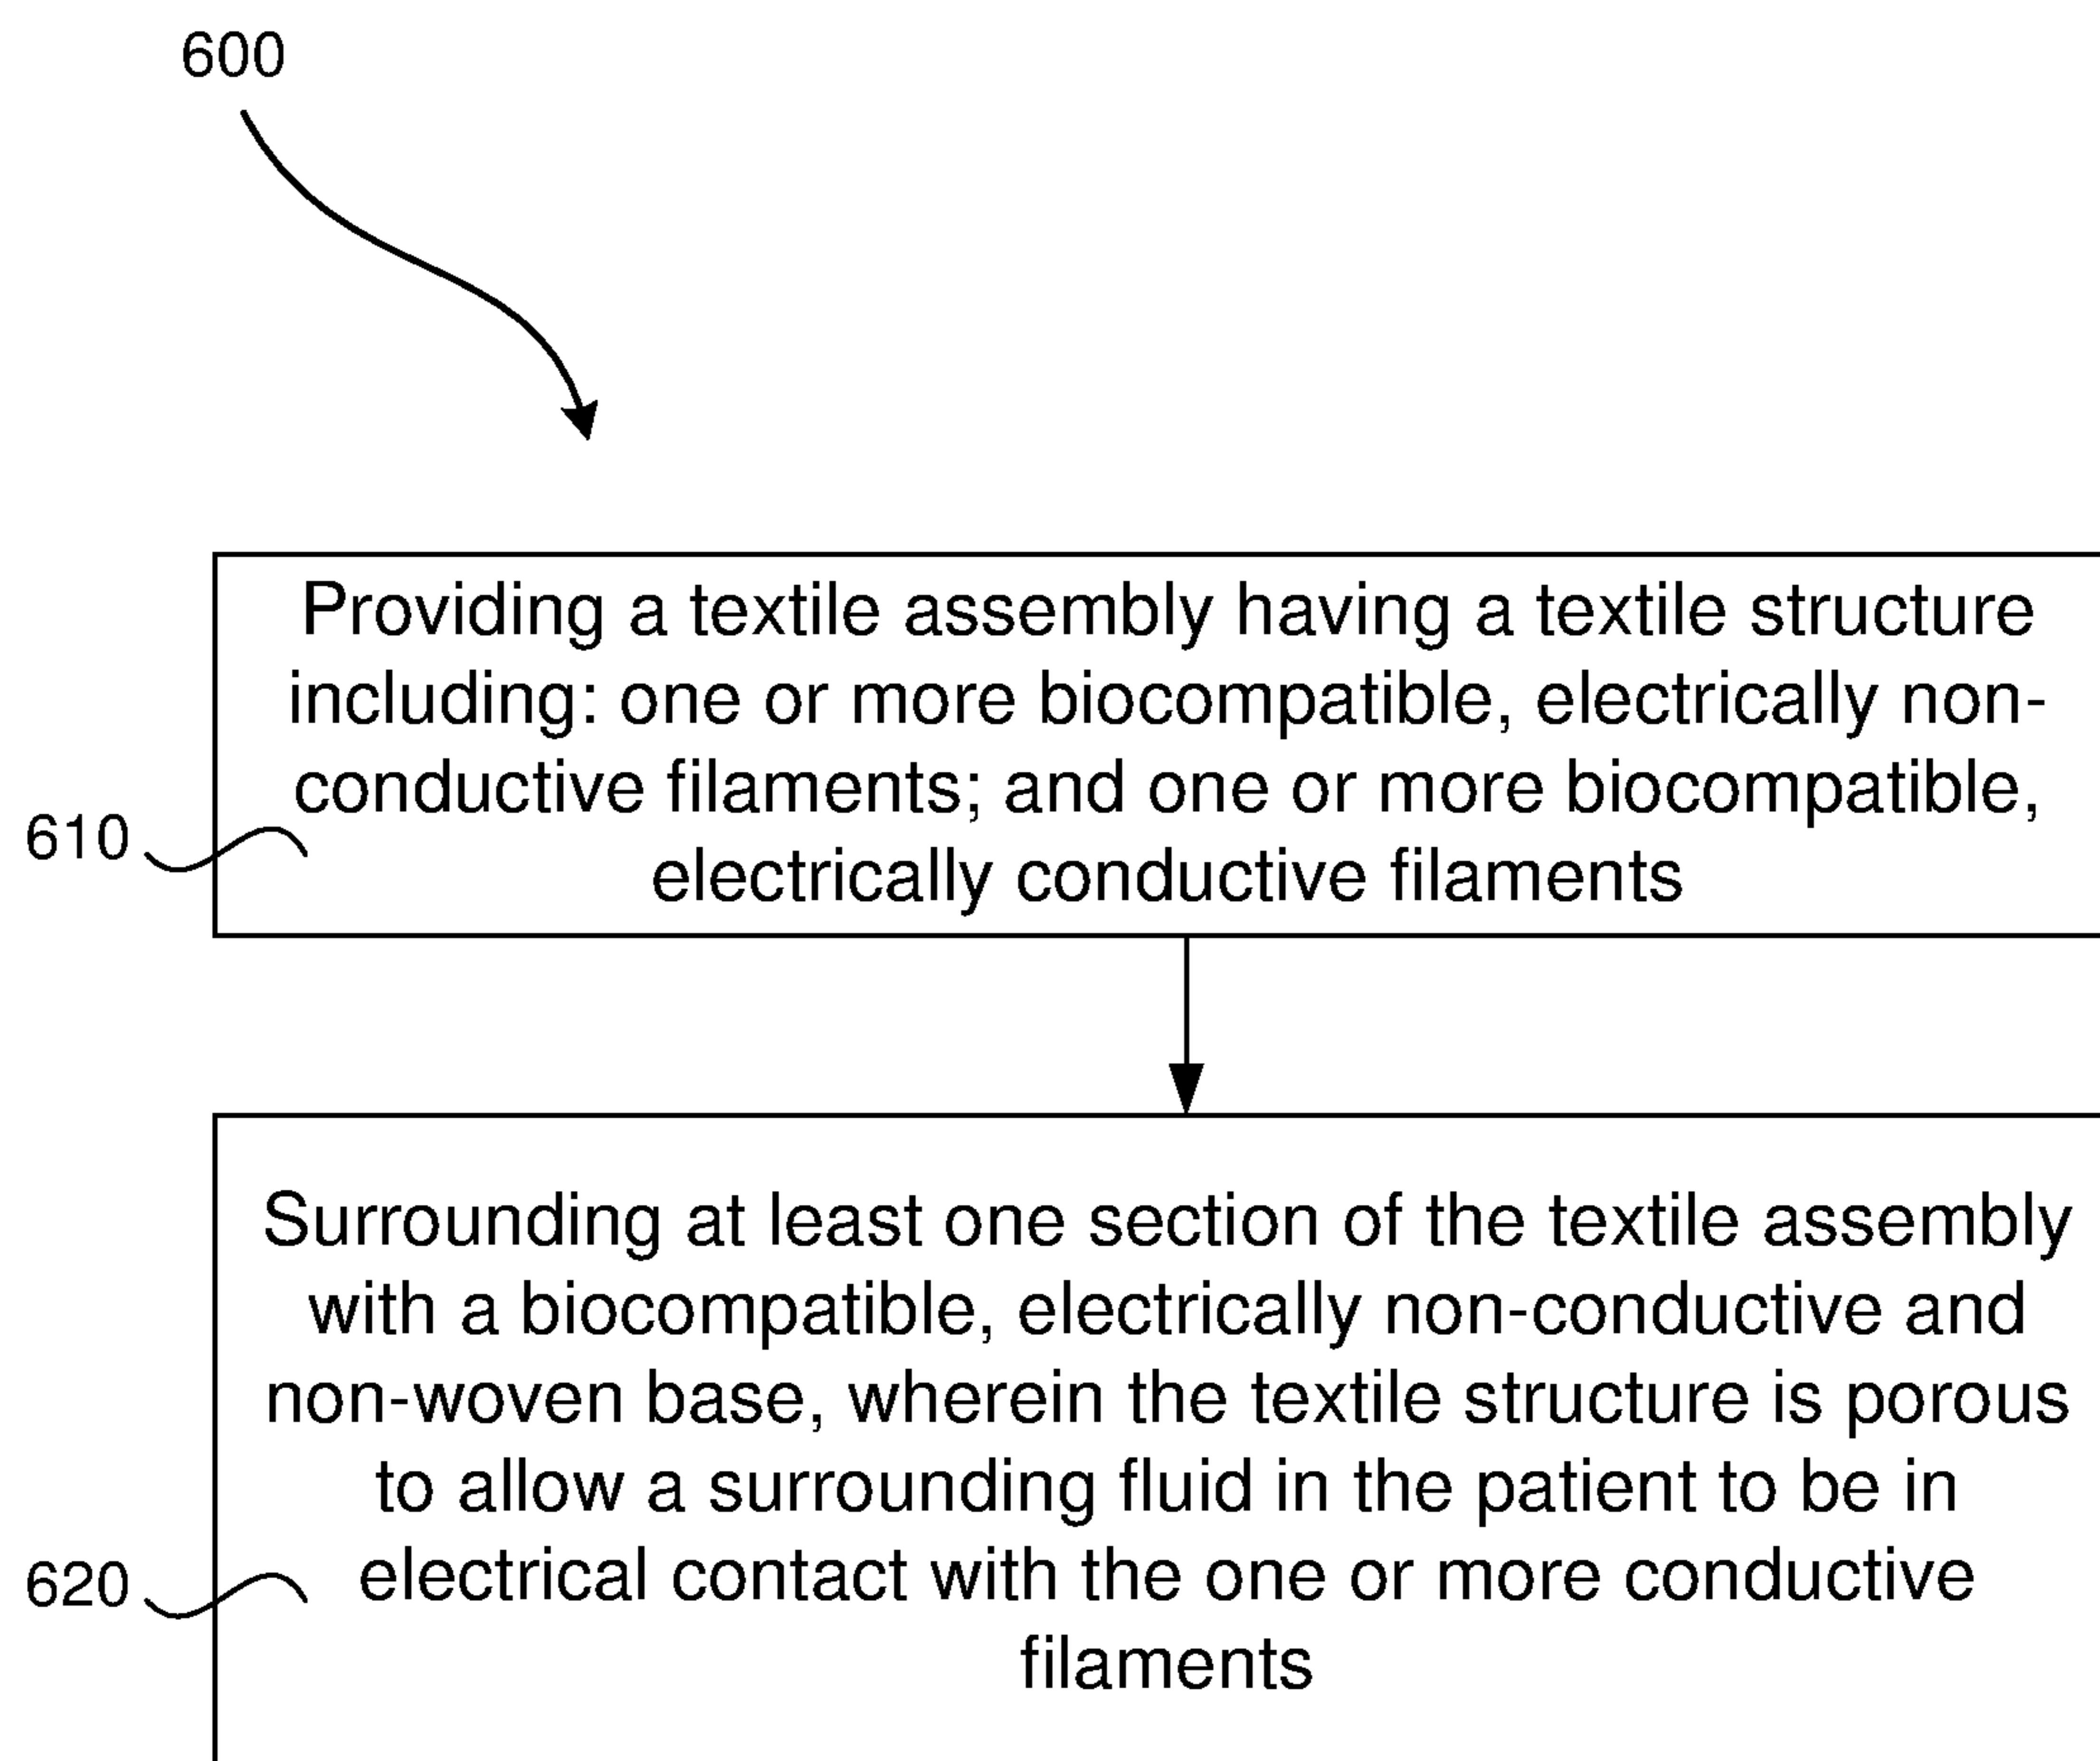 600
Providing a textile assembly having a textile structure
including: one or more biocompatible, electrically non-
conductive filaments; and one or more biocompatible,
electrically conductive filaments
610
Surrounding at least one section of the textile assembly
with a biocompatible, electrically non-conductive and
non-woven base, wherein the textile structure is porous
to allow a surrounding fluid in the patient to be in
electrical contact with the one or more conductive
filaments
620